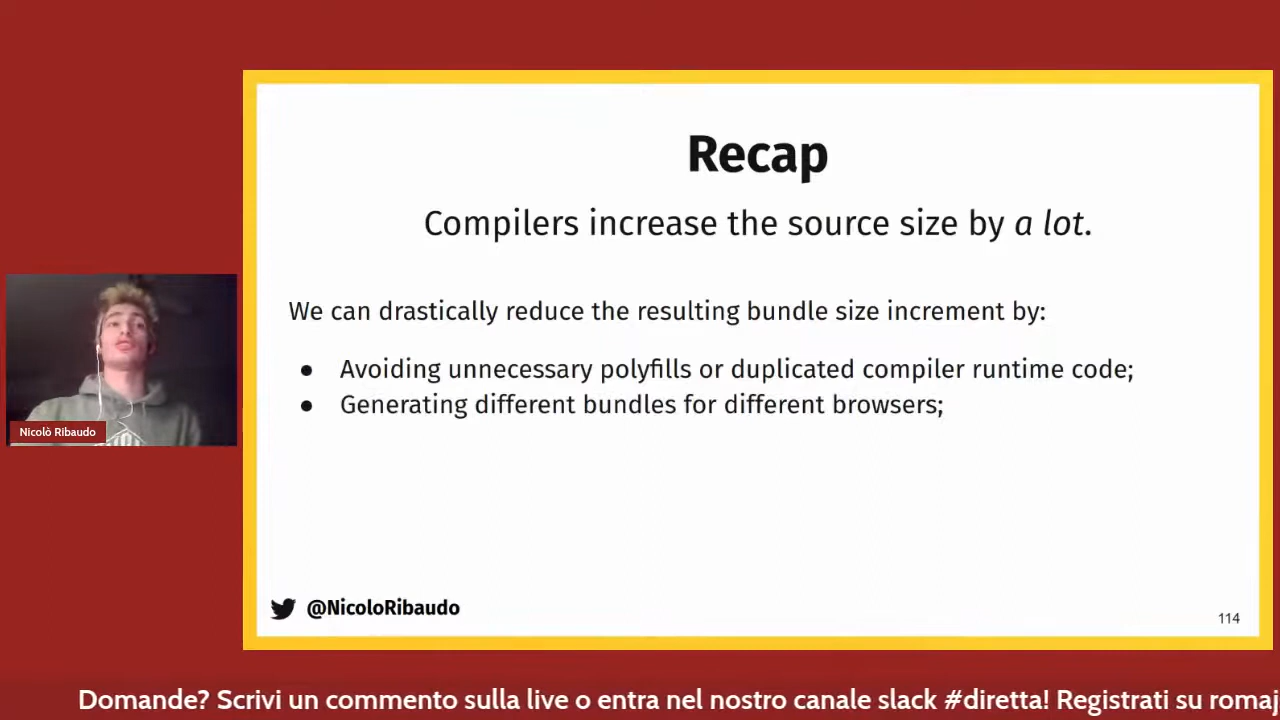 Recap
Compilers increase the source size by a lot.
We can drastically reduce the resulting bundle size increment by:
● Avoiding unnecessary polyfills or duplicated compiler runtime code;
● Generating different bundles for different browsers;
Nicolò Ribaudo
@NicoloRibaudo
114
Domande? Scrivi un commento sulla live o entra nel nostro canale slack #diretta! Registrati su romaj